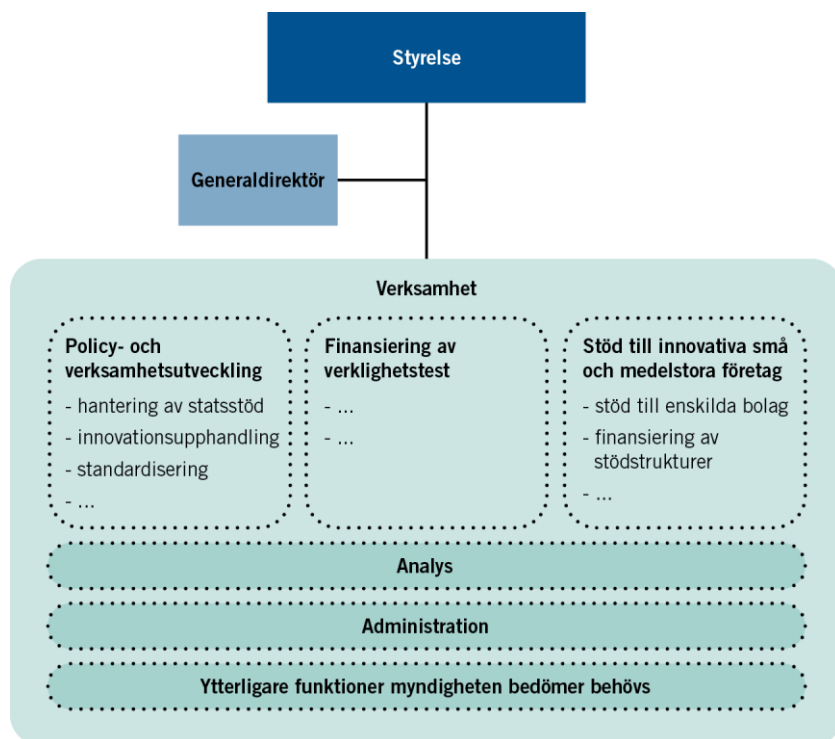 Styrelse
Generaldirektör
Verksamhet
Policy- och
verksamhetsutveckling
- hantering av statsstöd
- innovationsupphandling
- standardisering
- ...
Finansiering av
verklighetstest
- ...
- ...
Stöd till innovativa små
och medelstora företag
- stöd till enskilda bolag
- finansiering av
stödstrukturer
- ...
Analys
Administration
Ytterligare funktioner myndigheten bedömer behövs